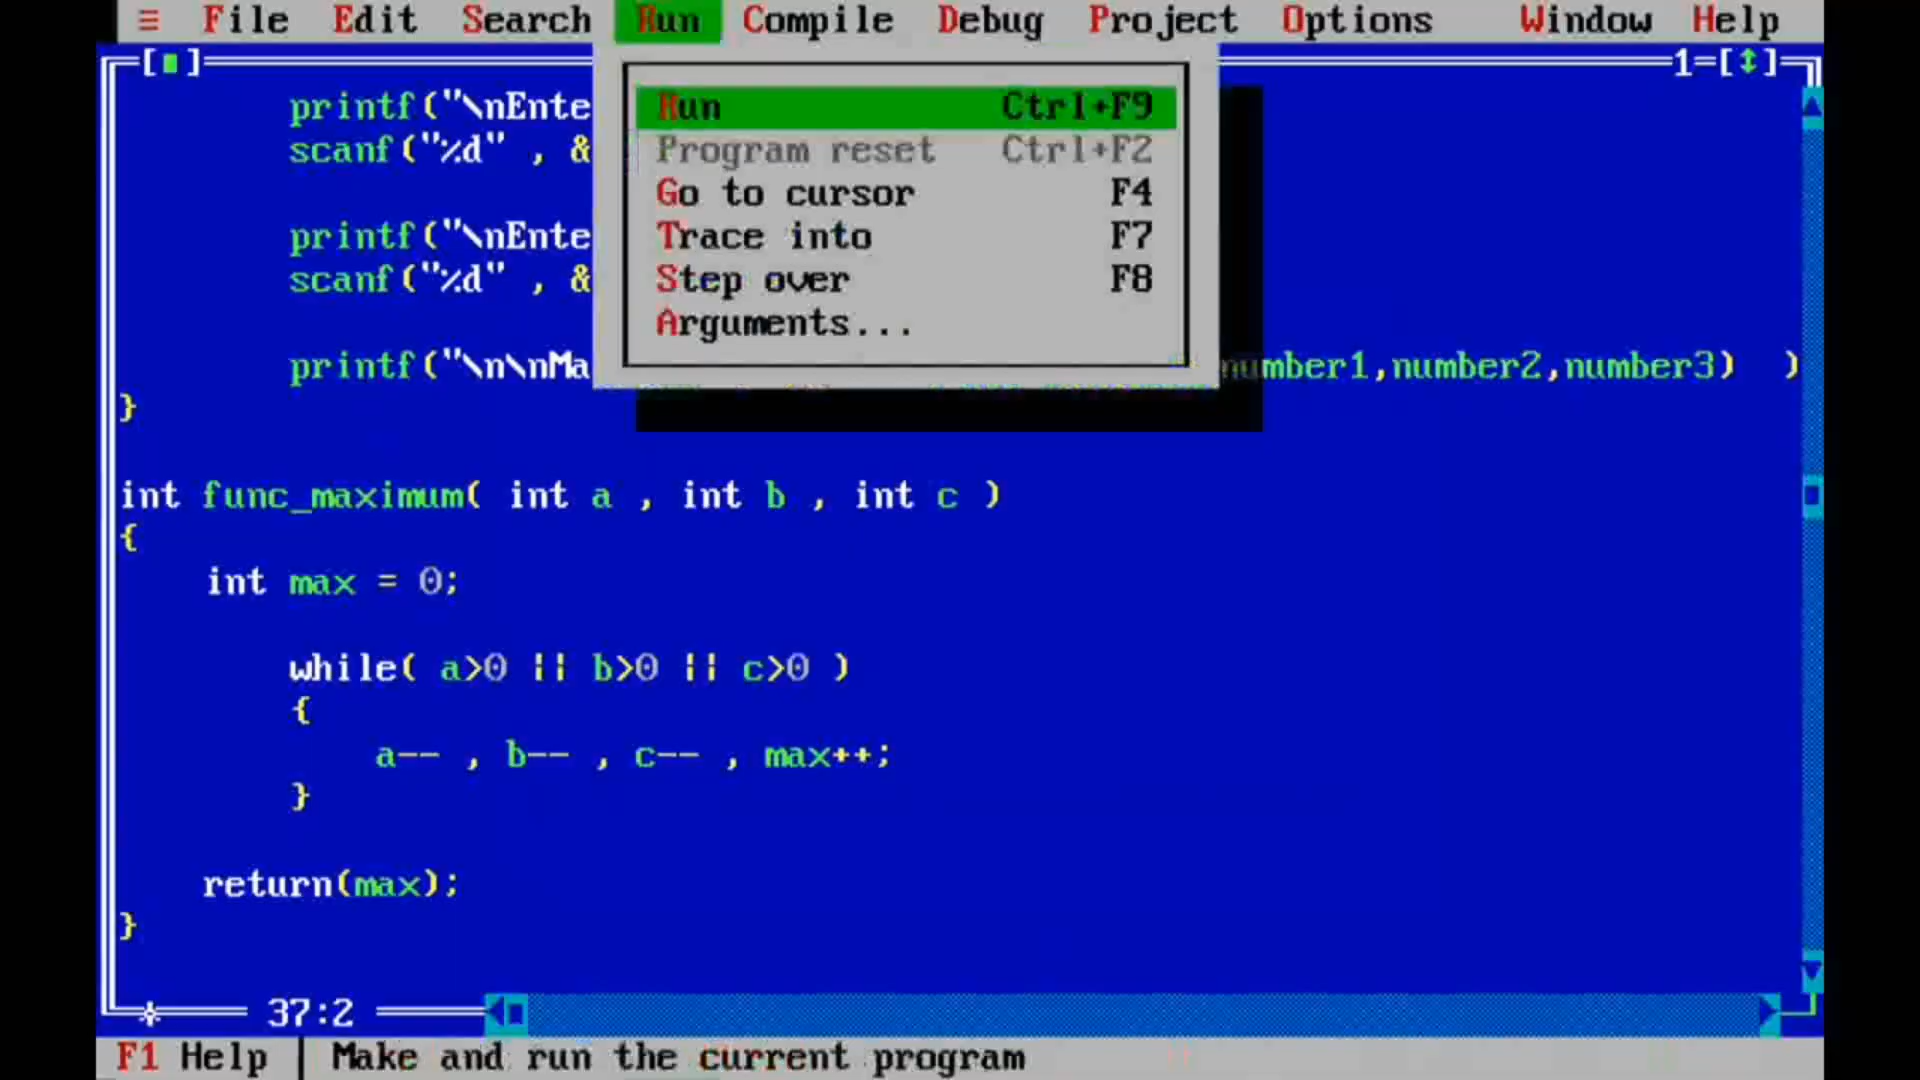 ≡ File Edit Search Run Compile Debug Project Options Window Help
[■] 1=[↕]
printf("\nEnte
scanf("%d" , &
printf("\nEnte
scanf("%d" , &
printf("\n\nMa number1,number2,number3) )
Run Ctrl+F9
Program reset Ctrl+F2
Go to cursor F4
Trace into F7
Step over F8
Arguments...
}
int func_maximum( int a , int b , int c )
{
int max = 0;
while( a>0 || b>0 || c>0 )
{
a-- , b-- , c-- , max++;
}
return(max);
}
37:2
F1 Help | Make and run the current program